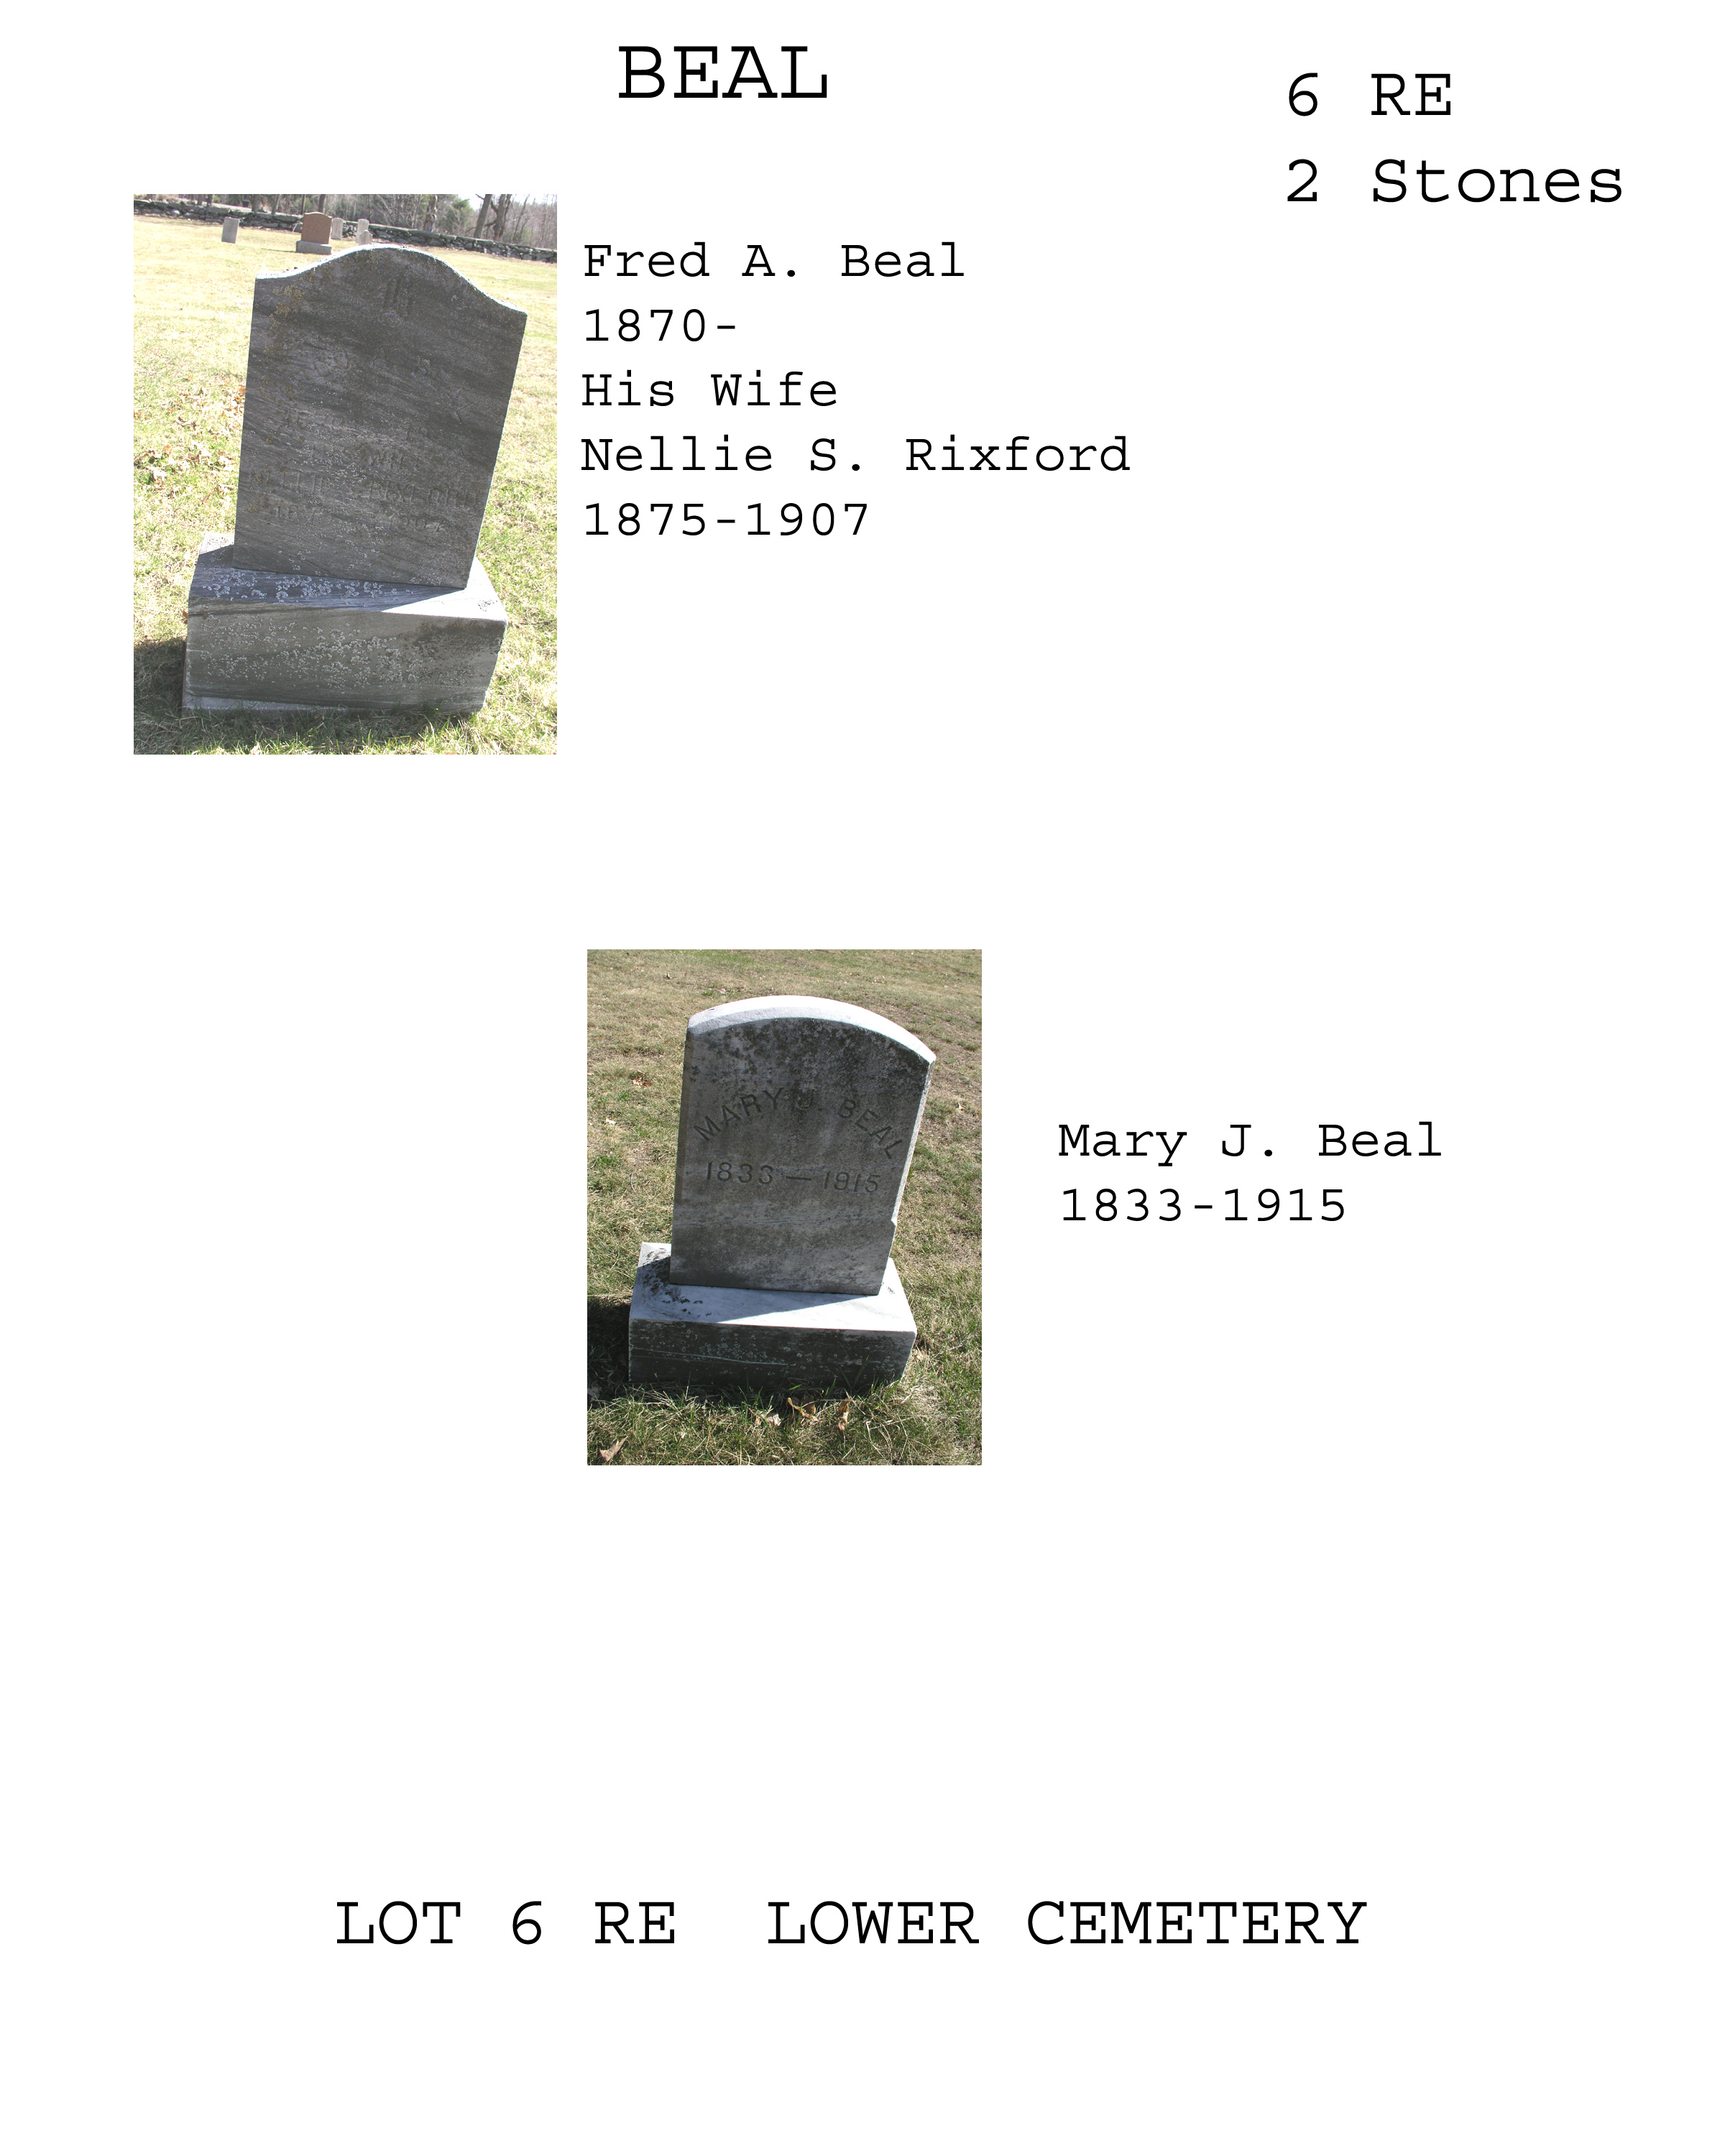 BEAL
6 RE
2 Stones
Fred A. Beal
1870-
His Wife
Nellie S. Rixford
1875-1907
MARY J. BEAL
1833 — 1915
Mary J. Beal
1833-1915
LOT 6 RE LOWER CEMETERY